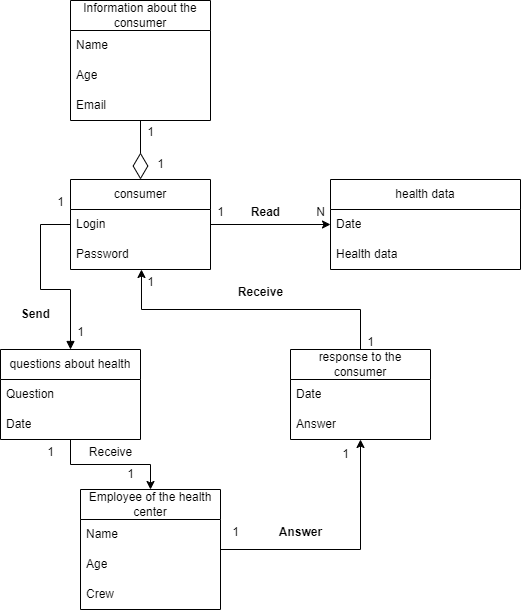 Information about the
consumer
Name
Age
Email
1
1
consumer
Login
Password
1
1
Read
N
health data
Date
Health data
1
Receive
Send
1
1
questions about health
Question
Date
response to the
consumer
Date
Answer
1
Receive
1
1
Employee of the health
center
Name
Age
Crew
1
Answer